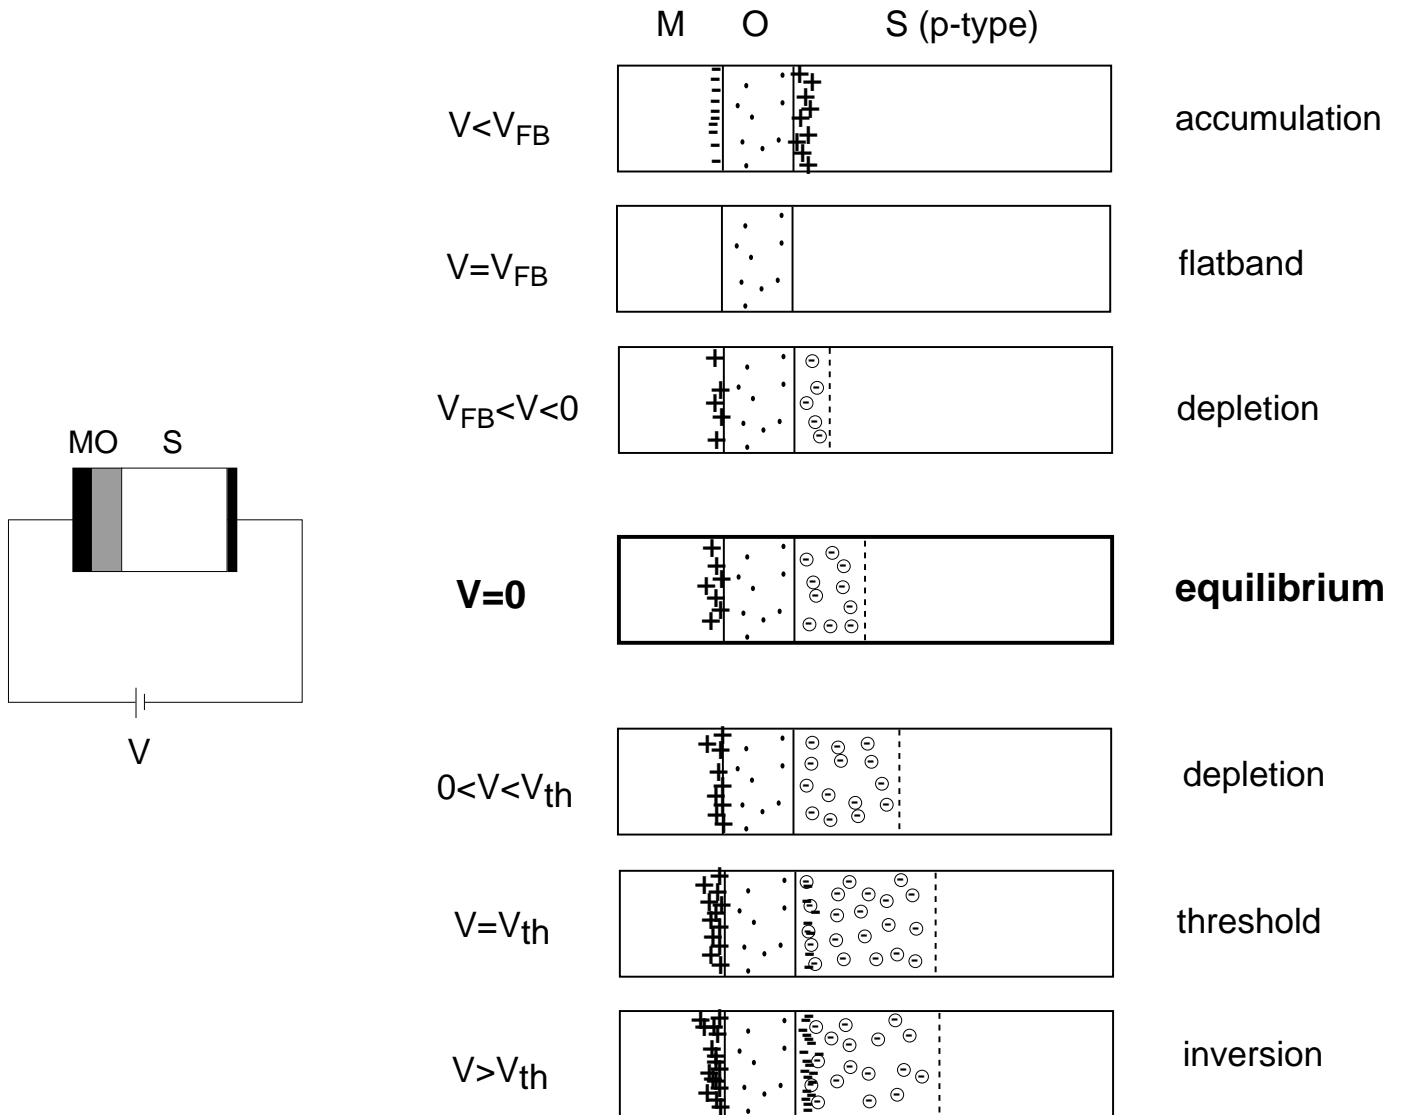 M O S (p-type)
V<V_FB accumulation
V=V_FB flatband
V_FB<V<0 depletion
MO S
V=0 equilibrium
V
0<V<V_th depletion
V=V_th threshold
V>V_th inversion